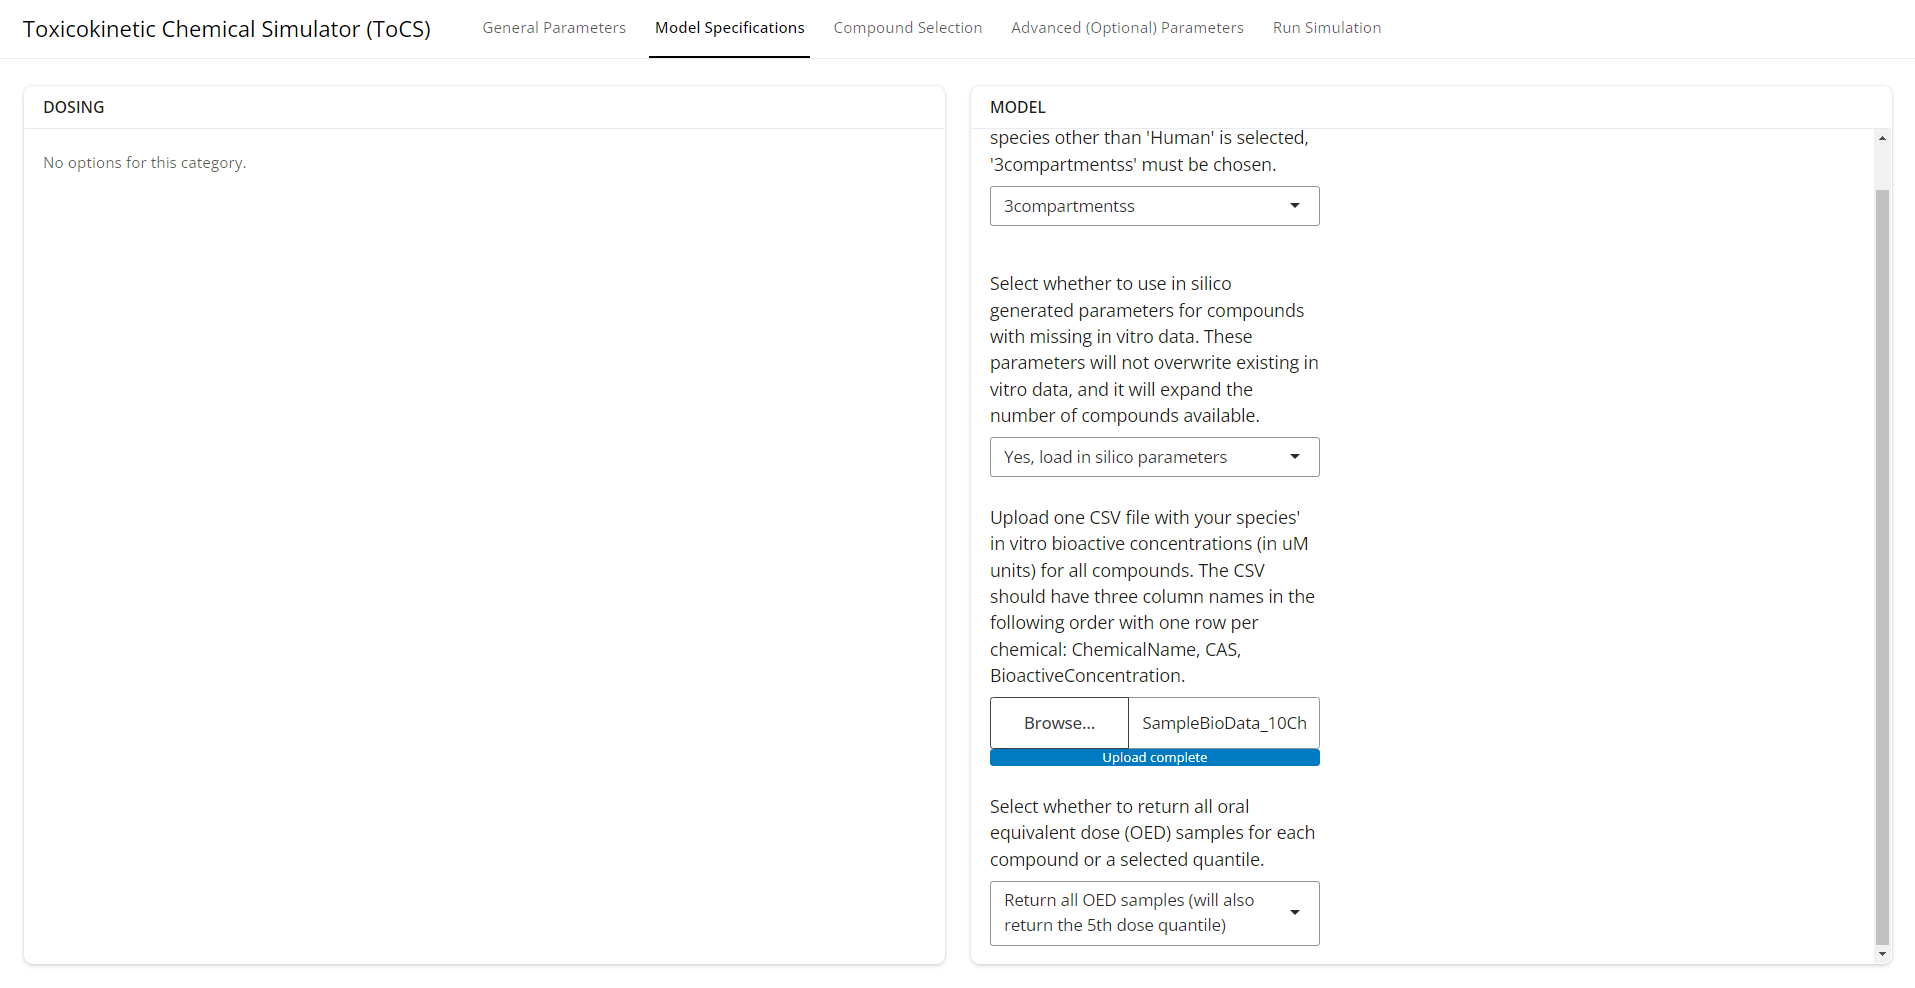 Toxicokinetic Chemical Simulator (ToCS)
General Parameters
Model Specifications
Compound Selection
Advanced (Optional) Parameters
Run Simulation
DOSING
No options for this category.
MODEL
species other than 'Human' is selected,
'3compartmentss' must be chosen.
3compartmentss
Select whether to use in silico
generated parameters for compounds
with missing in vitro data. These
parameters will not overwrite existing in
vitro data, and it will expand the
number of compounds available.
Yes, load in silico parameters
Upload one CSV file with your species'
in vitro bioactive concentrations (in uM
units) for all compounds. The CSV
should have three column names in the
following order with one row per
chemical: ChemicalName, CAS,
BioactiveConcentration.
Browse...
SampleBioData_10Ch
Upload complete
Select whether to return all oral
equivalent dose (OED) samples for each
compound or a selected quantile.
Return all OED samples (will also
return the 5th dose quantile)